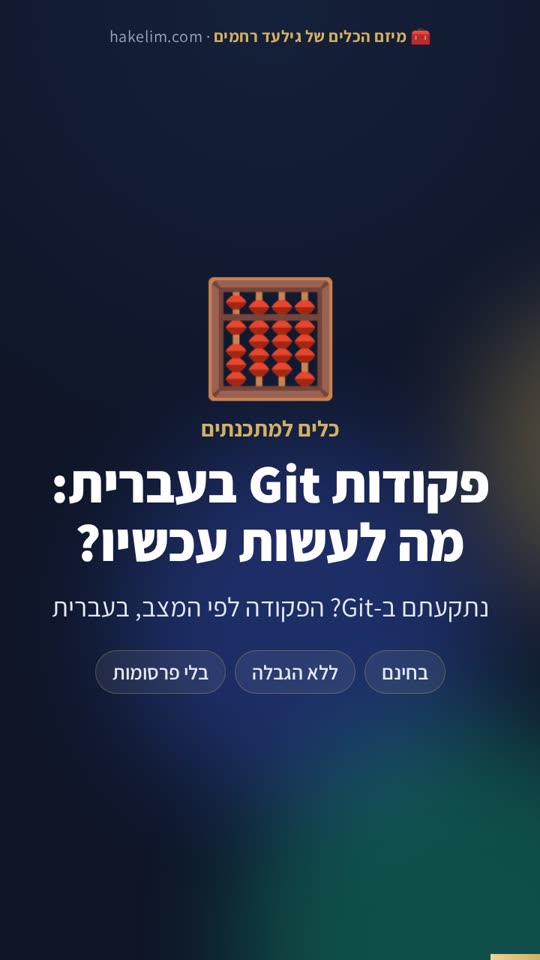 מיזם הכלים של גילעד רחמים · hakelim.com
כלים למתכנתים
פקודות Git בעברית:
מה לעשות עכשיו?
נתקעתם ב-Git? הפקודה לפי המצב, בעברית
בחינם
ללא הגבלה
בלי פרסומות